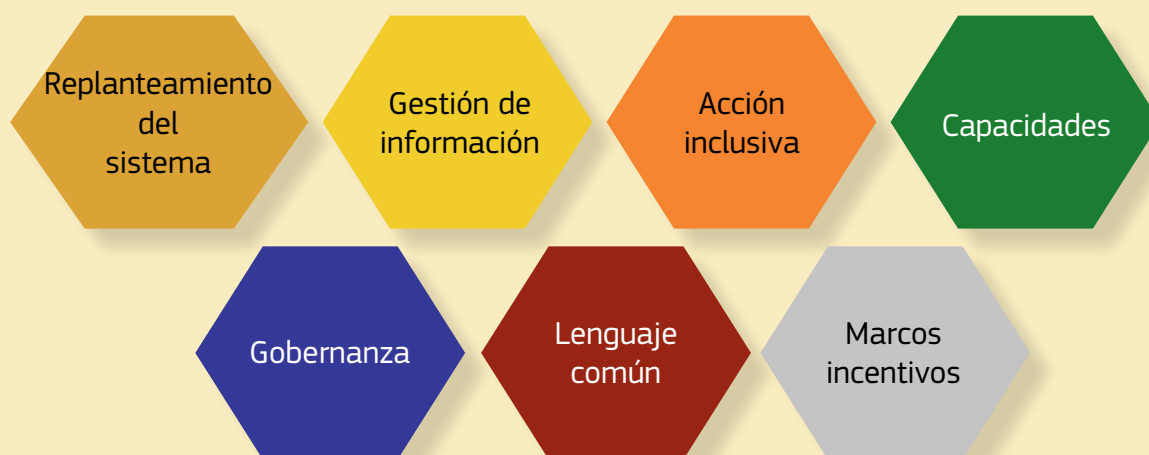 Replanteamiento
del
sistema
Gestión de
información
Acción
inclusiva
Capacidades
Gobernanza
Lenguaje
común
Marcos
incentivos